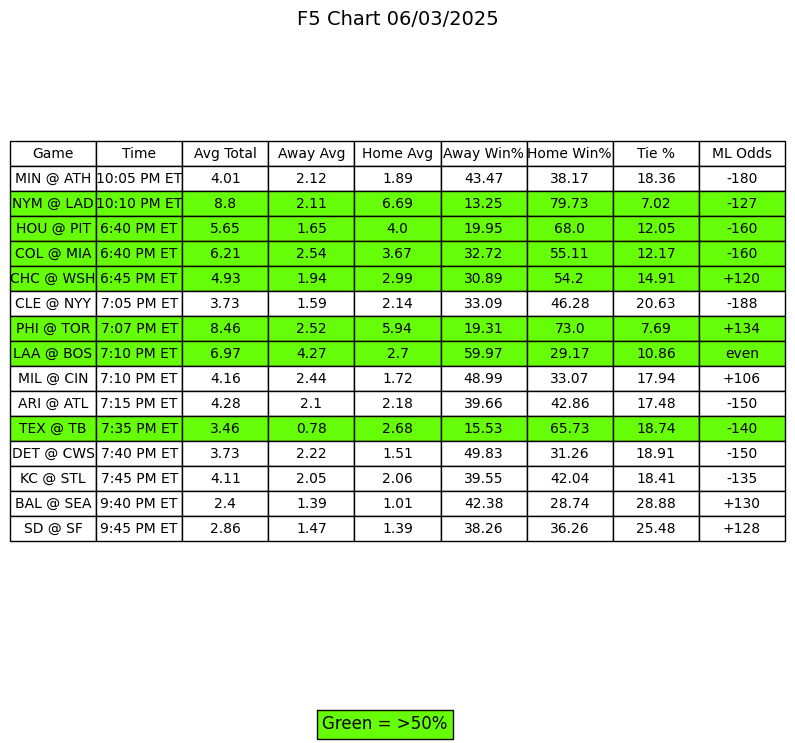 F5 Chart 06/03/2025
Game Time Avg Total Away Avg Home Avg Away Win% Home Win% Tie % ML Odds
MIN @ ATH 10:05 PM ET 4.01 2.12 1.89 43.47 38.17 18.36 -180
NYM @ LAD 10:10 PM ET 8.8 2.11 6.69 13.25 79.73 7.02 -127
HOU @ PIT 6:40 PM ET 5.65 1.65 4.0 19.95 68.0 12.05 -160
COL @ MIA 6:40 PM ET 6.21 2.54 3.67 32.72 55.11 12.17 -160
CHC @ WSH 6:45 PM ET 4.93 1.94 2.99 30.89 54.2 14.91 +120
CLE @ NYY 7:05 PM ET 3.73 1.59 2.14 33.09 46.28 20.63 -188
PHI @ TOR 7:07 PM ET 8.46 2.52 5.94 19.31 73.0 7.69 +134
LAA @ BOS 7:10 PM ET 6.97 4.27 2.7 59.97 29.17 10.86 even
MIL @ CIN 7:10 PM ET 4.16 2.44 1.72 48.99 33.07 17.94 +106
ARI @ ATL 7:15 PM ET 4.28 2.1 2.18 39.66 42.86 17.48 -150
TEX @ TB 7:35 PM ET 3.46 0.78 2.68 15.53 65.73 18.74 -140
DET @ CWS 7:40 PM ET 3.73 2.22 1.51 49.83 31.26 18.91 -150
KC @ STL 7:45 PM ET 4.11 2.05 2.06 39.55 42.04 18.41 -135
BAL @ SEA 9:40 PM ET 2.4 1.39 1.01 42.38 28.74 28.88 +130
SD @ SF 9:45 PM ET 2.86 1.47 1.39 38.26 36.26 25.48 +128
Green = >50%